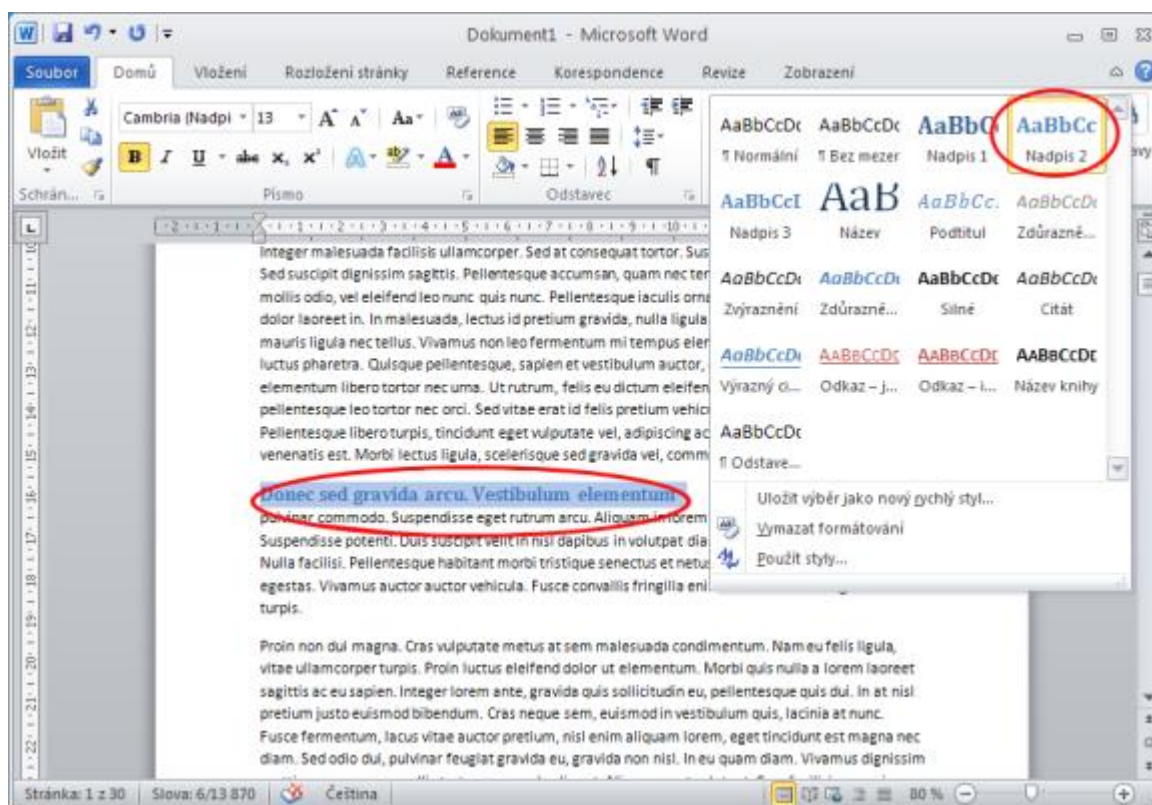 Dokument1 - Microsoft Word
Soubor Domů Vložení Rozložení stránky Reference Korespondence Revize Zobrazení
Cambria (Nadpi 13
Vložit
Schrán... Písmo Odstavec
AaBbCcDc AaBbCcDc AaBbC AaBbCc
¶ Normální ¶ Bez mezer Nadpis 1 Nadpis 2
AaBbCcI AaB AaBbCc. AaBbCcDc
Nadpis 3 Název Podtitul Zdůrazně...
AaBbCcDc AaBbCcDc AaBbCcDc AaBbCcDc
Zvýraznění Zdůrazně... Silné Citát
AaBbCcDc AaBbCcDc AaBbCcDc AaBbCcDc
Výrazný ci... Odkaz – j... Odkaz – i... Název knihy
AaBbCcDc
¶ Odstave...
Uložit výběr jako nový rychlý styl...
Vymazat formátování
Použít styly...
Integer malesuada facilisis ullamcorper. Sed at consequat tortor. Sus
Sed suscipit dignissim sagittis. Pellentesque accumsan, quam nec ter
mollis odio, vel eleifend leo nunc quis nunc. Pellentesque iaculis orna
dolor laoreet in. In malesuada, lectus id pretium gravida, nulla ligula
mauris ligula nec tellus. Vivamus non leo fermentum mi tempus eler
luctus pharetra. Quisque pellentesque, sapien et vestibulum auctor,
elementum libero tortor nec urna. Ut rutrum, felis eu dictum eleifen
pellentesque leo tortor nec orci. Sed vitae erat id felis pretium vehic
Pellentesque libero turpis, tincidunt eget vulputate vel, adipiscing ac
venenatis est. Morbi lectus ligula, scelerisque sed gravida vel, comm
Donec sed gravida arcu. Vestibulum elementum
pulvinar commodo. Suspendisse eget rutrum arcu. Aliquam in lorem
Suspendisse potenti. Duis suscipit velit in nisl dapibus in volutpat dia
Nulla facilisi. Pellentesque habitant morbi tristique senectus et netus
egestas. Vivamus auctor auctor vehicula. Fusce convallis fringilla eni
turpis.
Proin non dui magna. Cras vulputate metus at sem malesuada condimentum. Nam eu felis ligula,
vitae ullamcorper turpis. Proin luctus eleifend dolor ut elementum. Morbi quis nulla a lorem laoreet
sagittis ac eu sapien. Integer lorem ante, gravida quis sollicitudin eu, pellentesque quis dui. In at nisl
pretium justo euismod bibendum. Cras neque sem, euismod in vestibulum quis, lacinia at nunc.
Fusce fermentum, lacus vitae auctor pretium, nisl enim aliquam lorem, eget tincidunt est magna nec
diam. Sed odio dui, pulvinar feugiat gravida eu, gravida non nisl. In eu quam diam. Vivamus dignissim
Stránka: 1 z 30 Slova: 6/13 870 Čeština 80 %